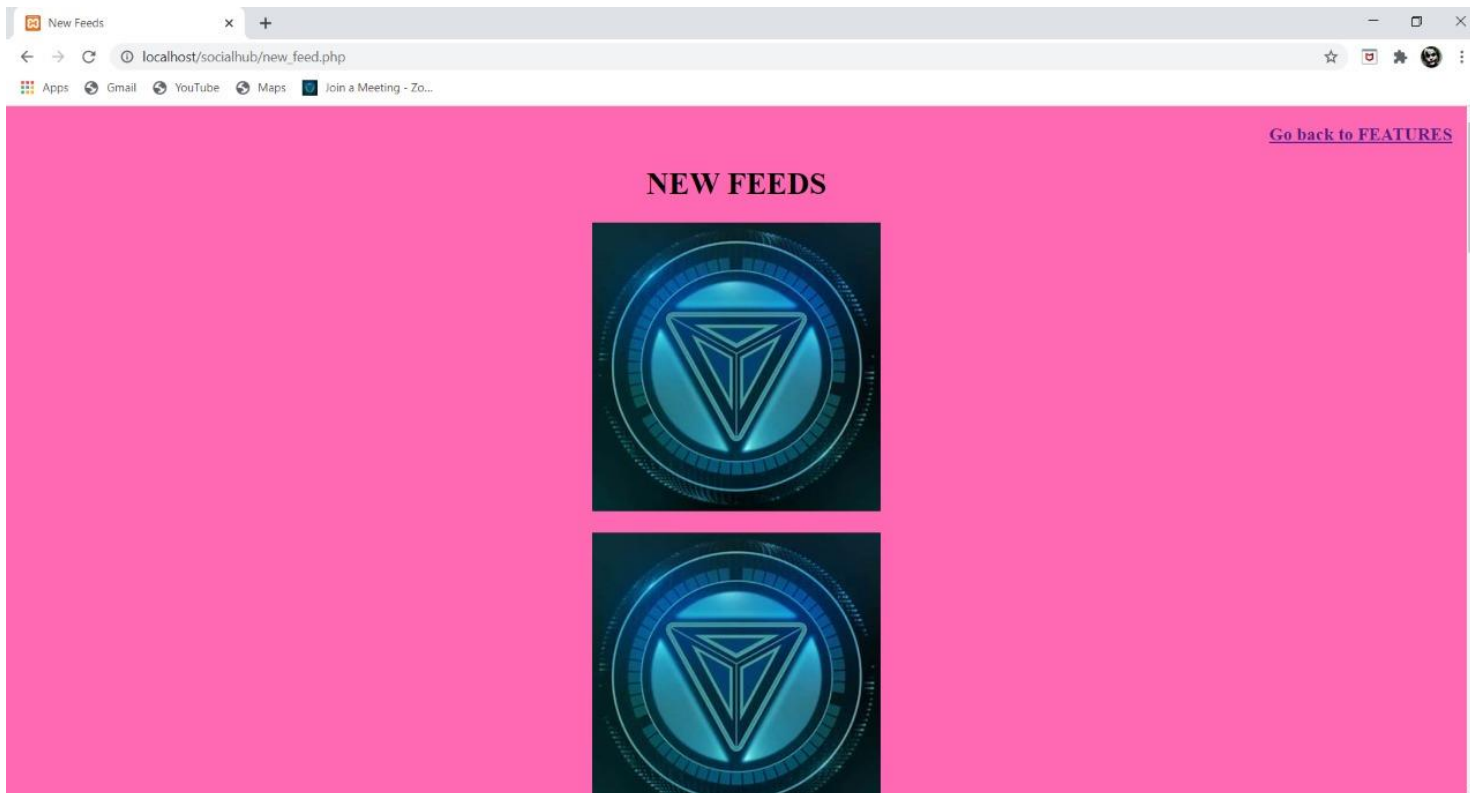 New Feeds
localhost/socialhub/new_feed.php
Apps Gmail YouTube Maps Join a Meeting - Zo...
Go back to FEATURES
NEW FEEDS